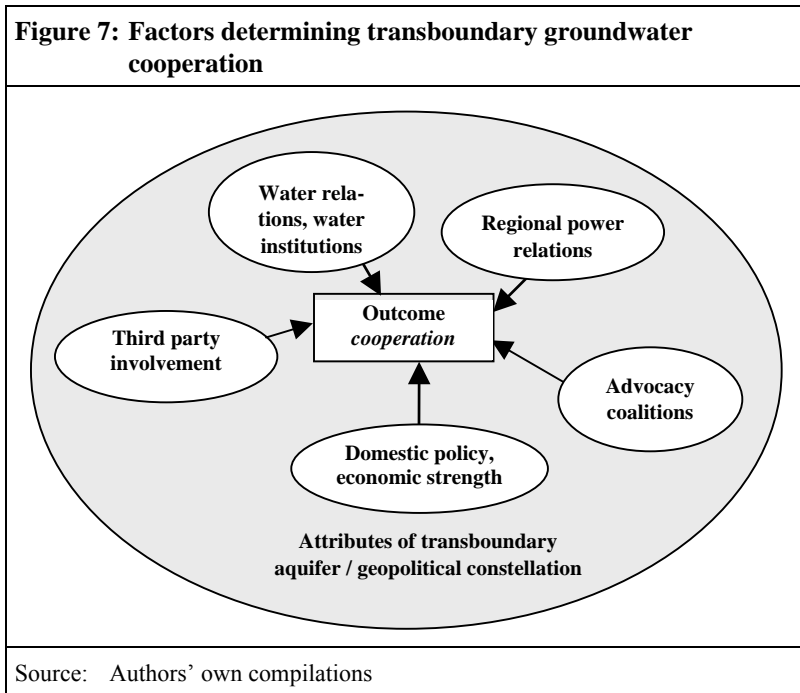 Figure 7: Factors determining transboundary groundwater
cooperation
Water rela-
tions, water
institutions
Regional power
relations
Outcome
cooperation
Third party
involvement
Advocacy
coalitions
Domestic policy,
economic strength
Attributes of transboundary
aquifer / geopolitical constellation
Source: Authors’ own compilations